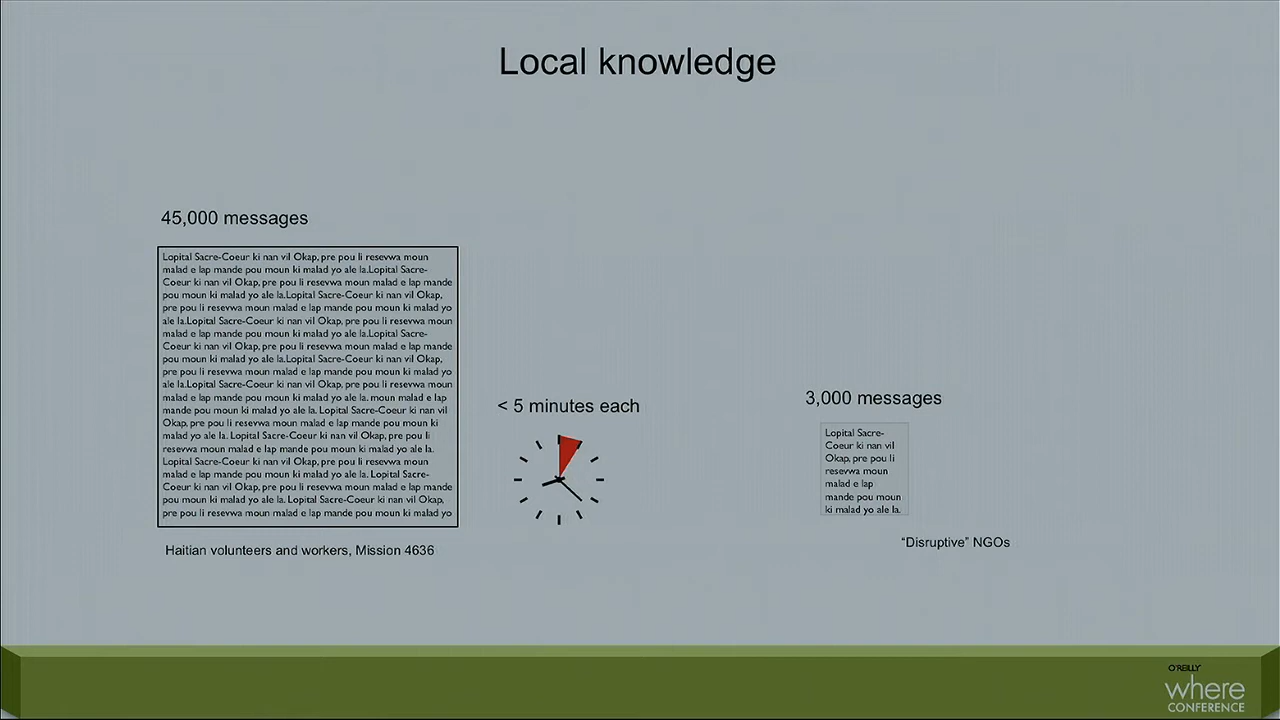 Local knowledge
45,000 messages
Lopital Sacre-Coeur ki nan vil Okap, pre pou li resevwa moun
malad e lap mande pou moun ki malad yo ale la.Lopital Sacre-
Coeur ki nan vil Okap, pre pou li resevwa moun malad e lap mande
pou moun ki malad yo ale la.Lopital Sacre-Coeur ki nan vil Okap,
pre pou li resevwa moun malad e lap mande pou moun ki malad yo
ale la.Lopital Sacre-Coeur ki nan vil Okap, pre pou li resevwa moun
malad e lap mande pou moun ki malad yo ale la.Lopital Sacre-
Coeur ki nan vil Okap, pre pou li resevwa moun malad e lap mande
pou moun ki malad yo ale la.Lopital Sacre-Coeur ki nan vil Okap,
pre pou li resevwa moun malad e lap mande pou moun ki malad yo
ale la.Lopital Sacre-Coeur ki nan vil Okap, pre pou li resevwa moun
malad e lap mande pou moun ki malad yo ale la. moun malad e lap
mande pou moun ki malad yo ale la. Lopital Sacre-Coeur ki nan vil
Okap, pre pou li resevwa moun malad e lap mande pou moun ki
malad yo ale la. Lopital Sacre-Coeur ki nan vil Okap, pre pou li
resevwa moun malad e lap mande pou moun ki malad yo ale la.
Lopital Sacre-Coeur ki nan vil Okap, pre pou li resevwa moun
malad e lap mande pou moun ki malad yo ale la. Lopital Sacre-
Coeur ki nan vil Okap, pre pou li resevwa moun malad e lap mande
pou moun ki malad yo ale la. Lopital Sacre-Coeur ki nan vil Okap,
pre pou li resevwa moun malad e lap mande pou moun ki malad yo
Haitian volunteers and workers, Mission 4636
< 5 minutes each
3,000 messages
Lopital Sacre-
Coeur ki nan vil
Okap, pre pou li
resevwa moun
malad e lap
mande pou moun
ki malad yo ale la.
“Disruptive” NGOs
O'REILLY
where
CONFERENCE